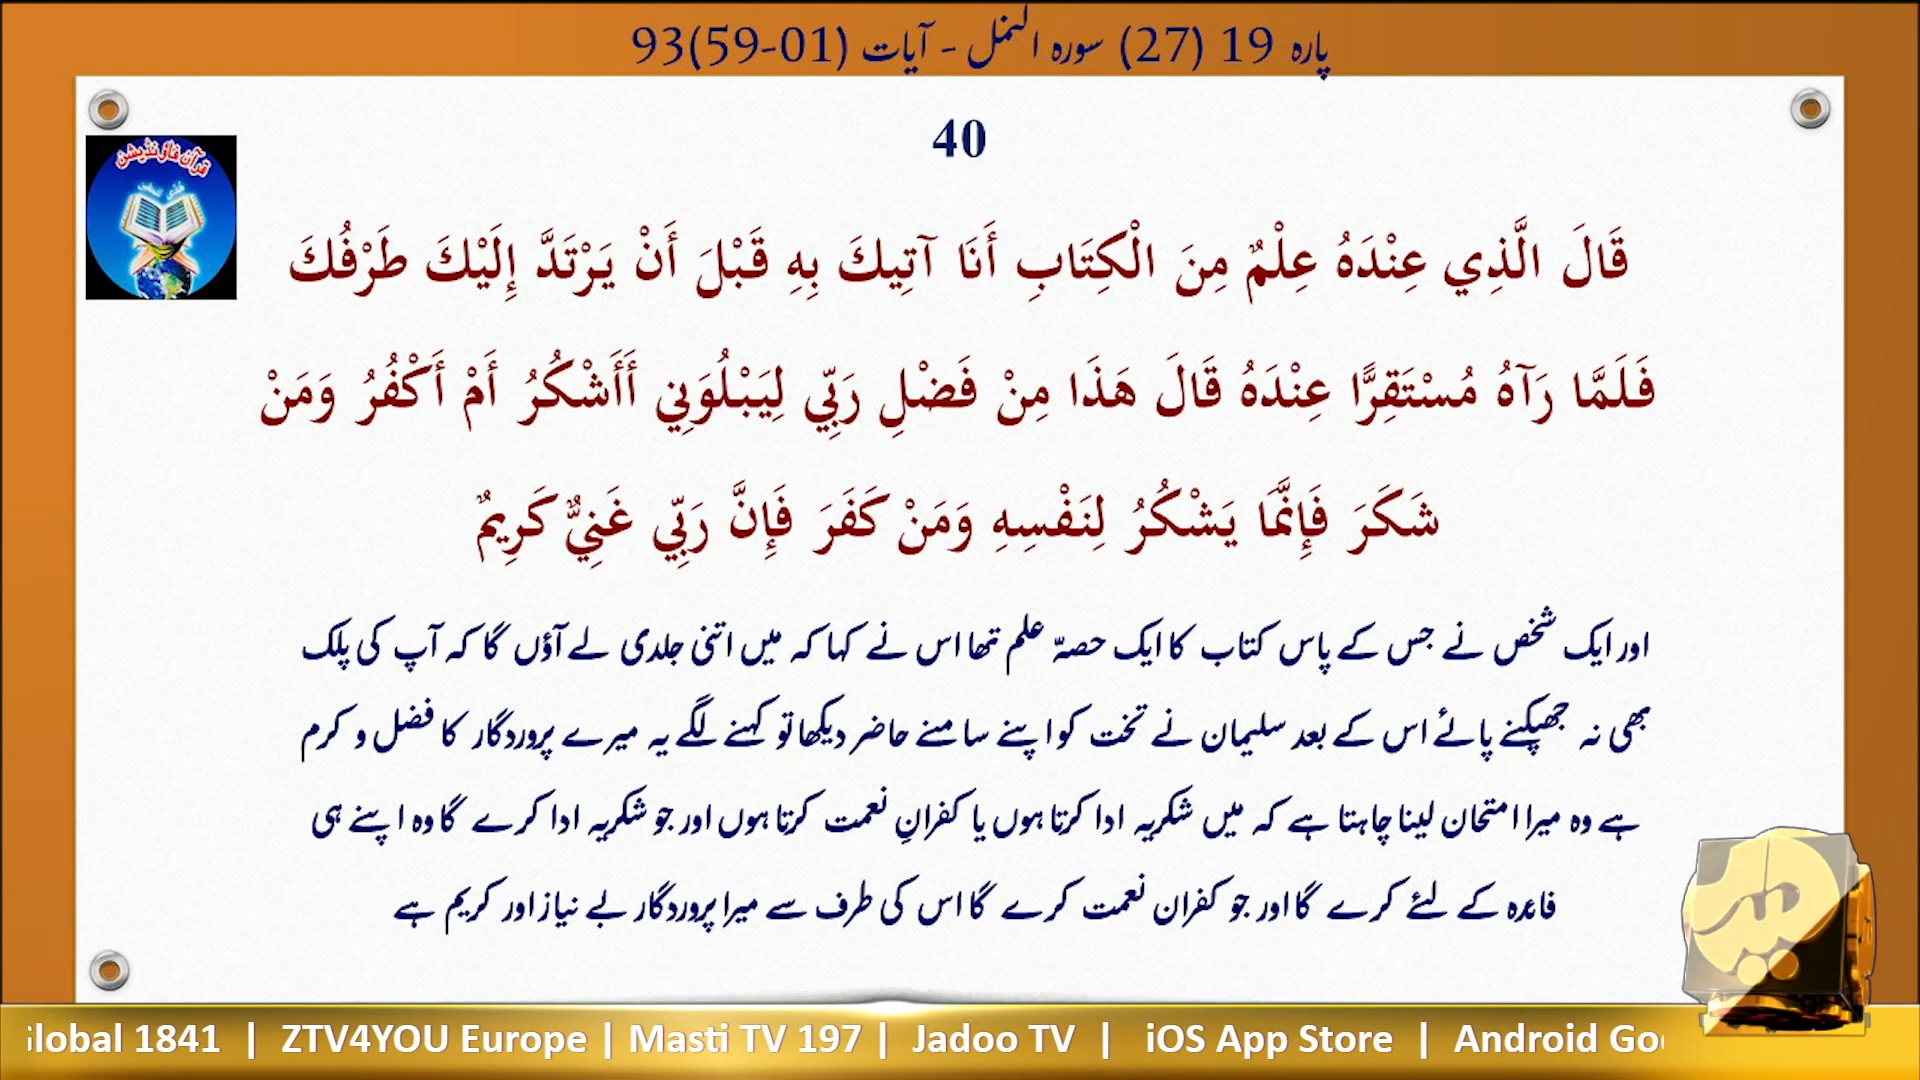 پارہ 19 (27) سورہ النمل - آیات (01-59)93
40
قرآن فاؤنڈیشن
قَالَ الَّذِي عِنْدَهُ عِلْمٌ مِنَ الْكِتَابِ أَنَا آتِيكَ بِهِ قَبْلَ أَنْ يَرْتَدَّ إِلَيْكَ طَرْفُكَ
فَلَمَّا رَآهُ مُسْتَقِرًّا عِنْدَهُ قَالَ هَذَا مِنْ فَضْلِ رَبِّي لِيَبْلُوَنِي أَأَشْكُرُ أَمْ أَكْفُرُ وَمَنْ
شَكَرَ فَإِنَّمَا يَشْكُرُ لِنَفْسِهِ وَمَنْ كَفَرَ فَإِنَّ رَبِّي غَنِيٌّ كَرِيمٌ
اور ایک شخص نے جس کے پاس کتاب کا ایک حصہّ علم تھا اس نے کہا کہ میں اتنی جلدی لے آؤں گا کہ آپ کی پلک
بھی نہ جھپکنے پائے اس کے بعد سلیمان نے تخت کو اپنے سامنے حاضر دیکھا تو کہنے لگے یہ میرے پروردگار کا فضل و کرم
ہے وہ میرا امتحان لینا چاہتا ہے کہ میں شکریہ ادا کرتا ہوں یا کفرانِ نعمت کرتا ہوں اور جو شکریہ ادا کرے گا وہ اپنے ہی
فائدہ کے لئے کرے گا اور جو کفران نعمت کرے گا اس کی طرف سے میرا پروردگار بے نیاز اور کریم ہے
Global 1841 | ZTV4YOU Europe | Masti TV 197 | Jadoo TV | iOS App Store | Android Goo